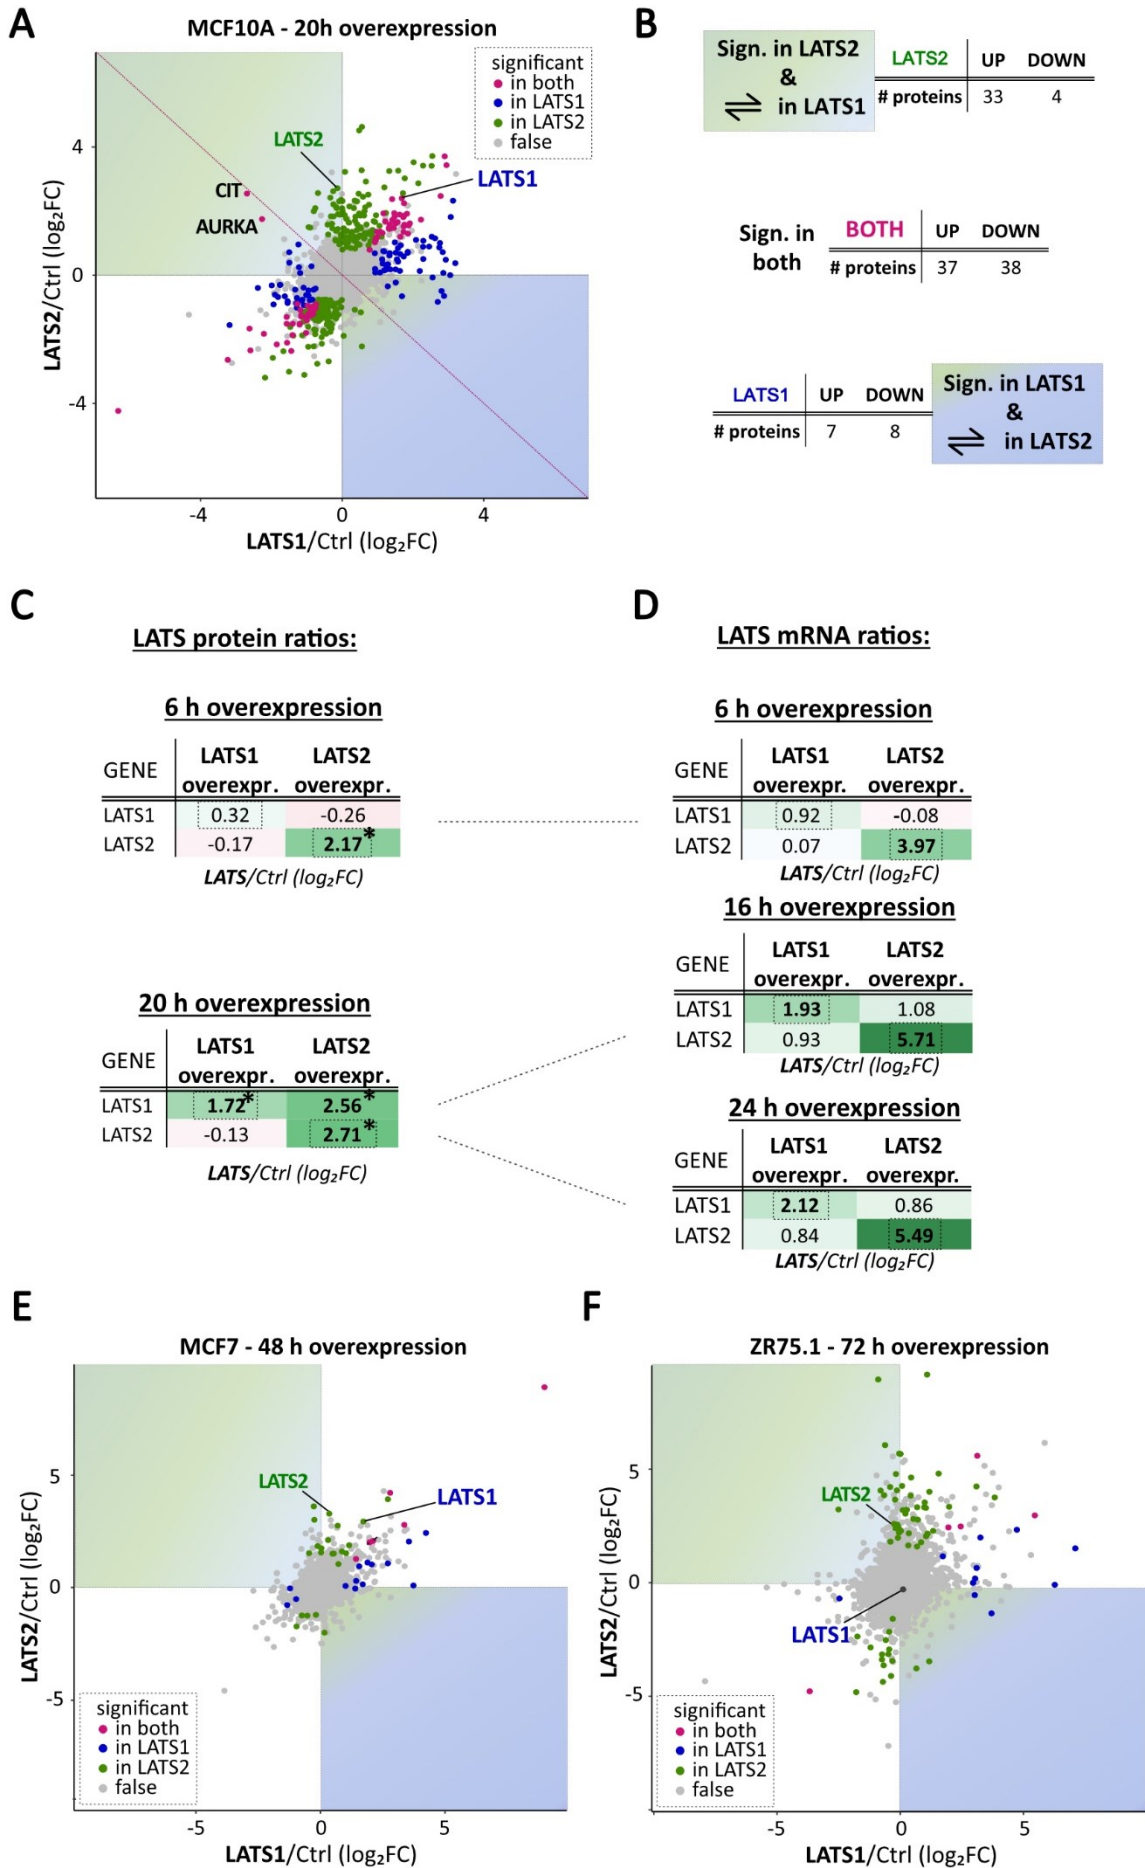 A
MCF10A - 20h overexpression
significant
in both
in LATS1
in LATS2
false
LATS2
LATS1
CIT
AURKA
4
0
-4
-4
0
4
LATS2/Ctrl (log₂FC)
LATS1/Ctrl (log₂FC)
B
Sign. in LATS2
&
⇌ in LATS1
LATS2 UP DOWN
# proteins 33 4
Sign. in
both
BOTH UP DOWN
# proteins 37 38
LATS1 UP DOWN
# proteins 7 8
Sign. in LATS1
&
⇌ in LATS2
C
LATS protein ratios:
6 h overexpression
GENE LATS1 overexpr. LATS2 overexpr.
LATS1 0.32 -0.26
LATS2 -0.17 2.17*
LATS/Ctrl (log₂FC)
20 h overexpression
GENE LATS1 overexpr. LATS2 overexpr.
LATS1 1.72* 2.56*
LATS2 -0.13 2.71*
LATS/Ctrl (log₂FC)
D
LATS mRNA ratios:
6 h overexpression
GENE LATS1 overexpr. LATS2 overexpr.
LATS1 0.92 -0.08
LATS2 0.07 3.97
LATS/Ctrl (log₂FC)
16 h overexpression
GENE LATS1 overexpr. LATS2 overexpr.
LATS1 1.93 1.08
LATS2 0.93 5.71
LATS/Ctrl (log₂FC)
24 h overexpression
GENE LATS1 overexpr. LATS2 overexpr.
LATS1 2.12 0.86
LATS2 0.84 5.49
LATS/Ctrl (log₂FC)
E
MCF7 - 48 h overexpression
LATS2
LATS1
5
0
-5
significant
in both
in LATS1
in LATS2
false
-5
0
5
LATS2/Ctrl (log₂FC)
LATS1/Ctrl (log₂FC)
F
ZR75.1 - 72 h overexpression
LATS2
LATS1
5
0
-5
significant
in both
in LATS1
in LATS2
false
-5
0
5
LATS2/Ctrl (log₂FC)
LATS1/Ctrl (log₂FC)